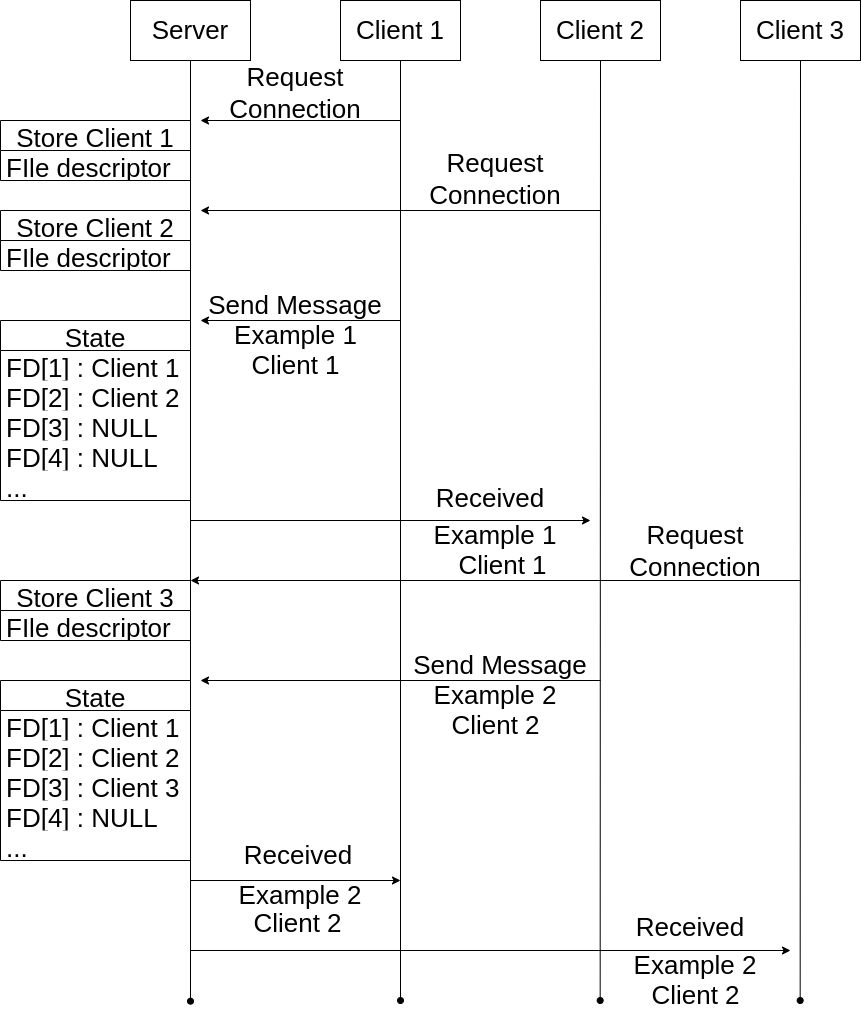 Server
Client 1
Client 2
Client 3
Request
Connection
Store Client 1
FIle descriptor
Request
Connection
Store Client 2
FIle descriptor
Send Message
Example 1
Client 1
State
FD[1] : Client 1
FD[2] : Client 2
FD[3] : NULL
FD[4] : NULL
...
Received
Example 1
Client 1
Request
Connection
Store Client 3
FIle descriptor
Send Message
Example 2
Client 2
State
FD[1] : Client 1
FD[2] : Client 2
FD[3] : Client 3
FD[4] : NULL
...
Received
Example 2
Client 2
Received
Example 2
Client 2